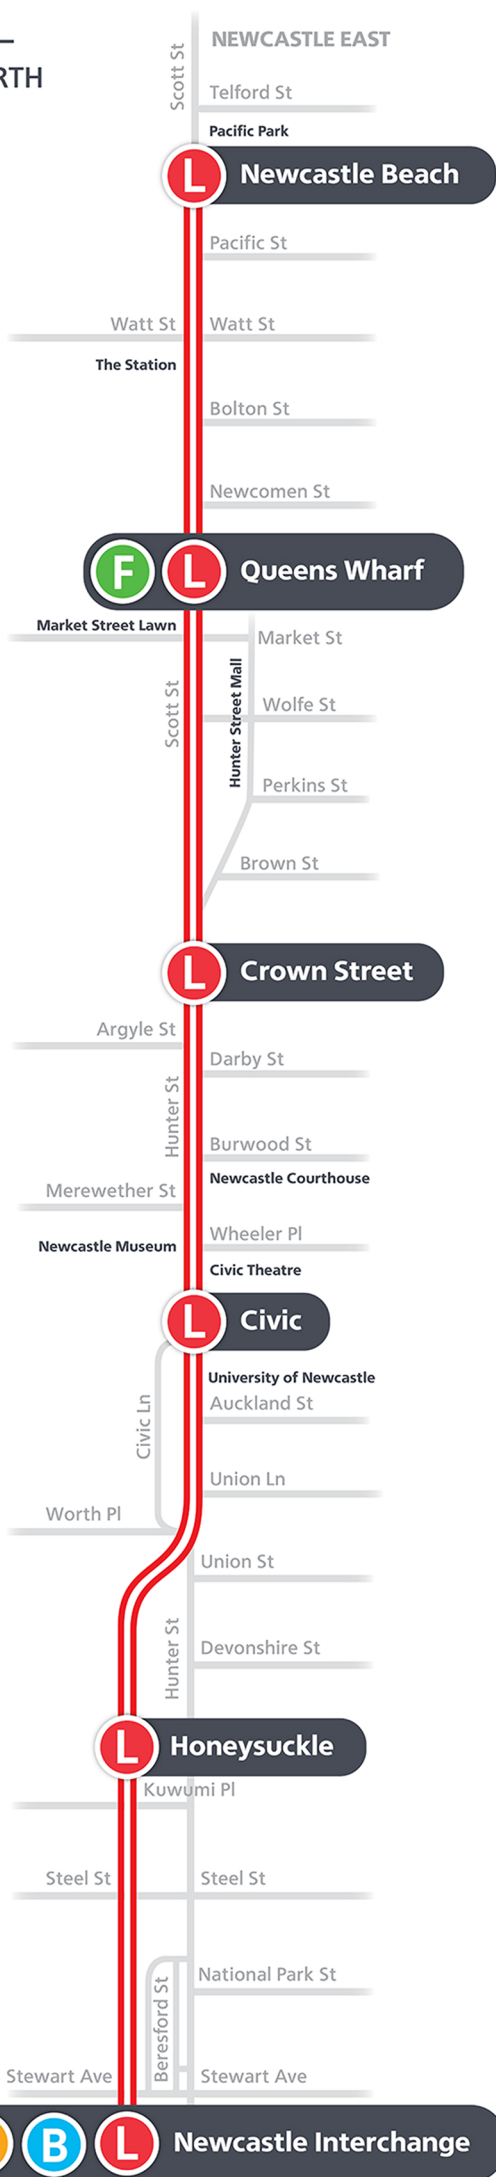 RTH
NEWCASTLE EAST
Scott St
Telford St
Pacific Park
L Newcastle Beach
Pacific St
Watt St
Watt St
The Station
Bolton St
Newcomen St
F L Queens Wharf
Market Street Lawn
Market St
Scott St
Hunter Street Mall
Wolfe St
Perkins St
Brown St
L Crown Street
Argyle St
Darby St
Hunter St
Burwood St
Newcastle Courthouse
Merewether St
Wheeler Pl
Newcastle Museum
Civic Theatre
L Civic
University of Newcastle
Auckland St
Civic Ln
Union Ln
Worth Pl
Union St
Hunter St
Devonshire St
L Honeysuckle
Kuwumi Pl
Steel St
Steel St
National Park St
Beresford St
Stewart Ave
Stewart Ave
B L Newcastle Interchange